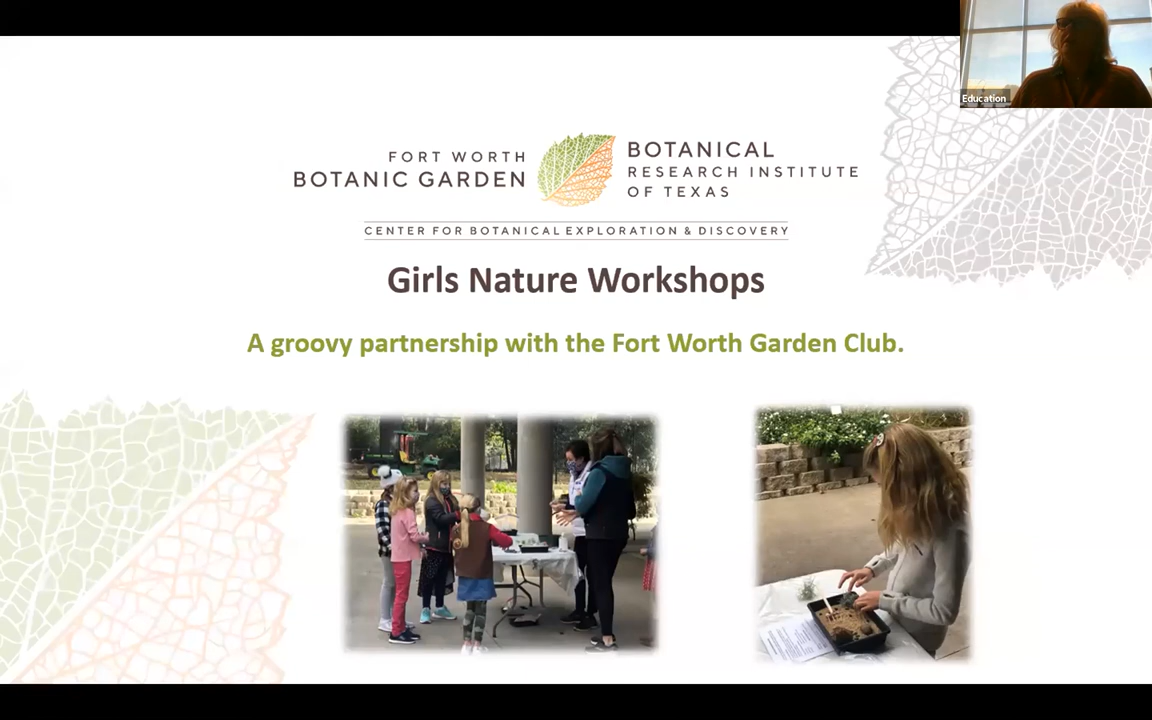 Education
FORT WORTH
BOTANIC GARDEN
BOTANICAL
RESEARCH INSTITUTE
OF TEXAS
CENTER FOR BOTANICAL EXPLORATION & DISCOVERY
Girls Nature Workshops
A groovy partnership with the Fort Worth Garden Club.